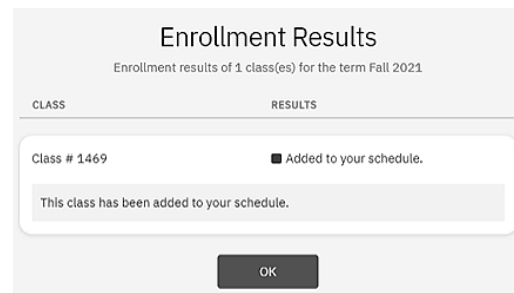 Enrollment Results
Enrollment results of 1 class(es) for the term Fall 2021
CLASS RESULTS
Class # 1469 Added to your schedule.
This class has been added to your schedule.
OK